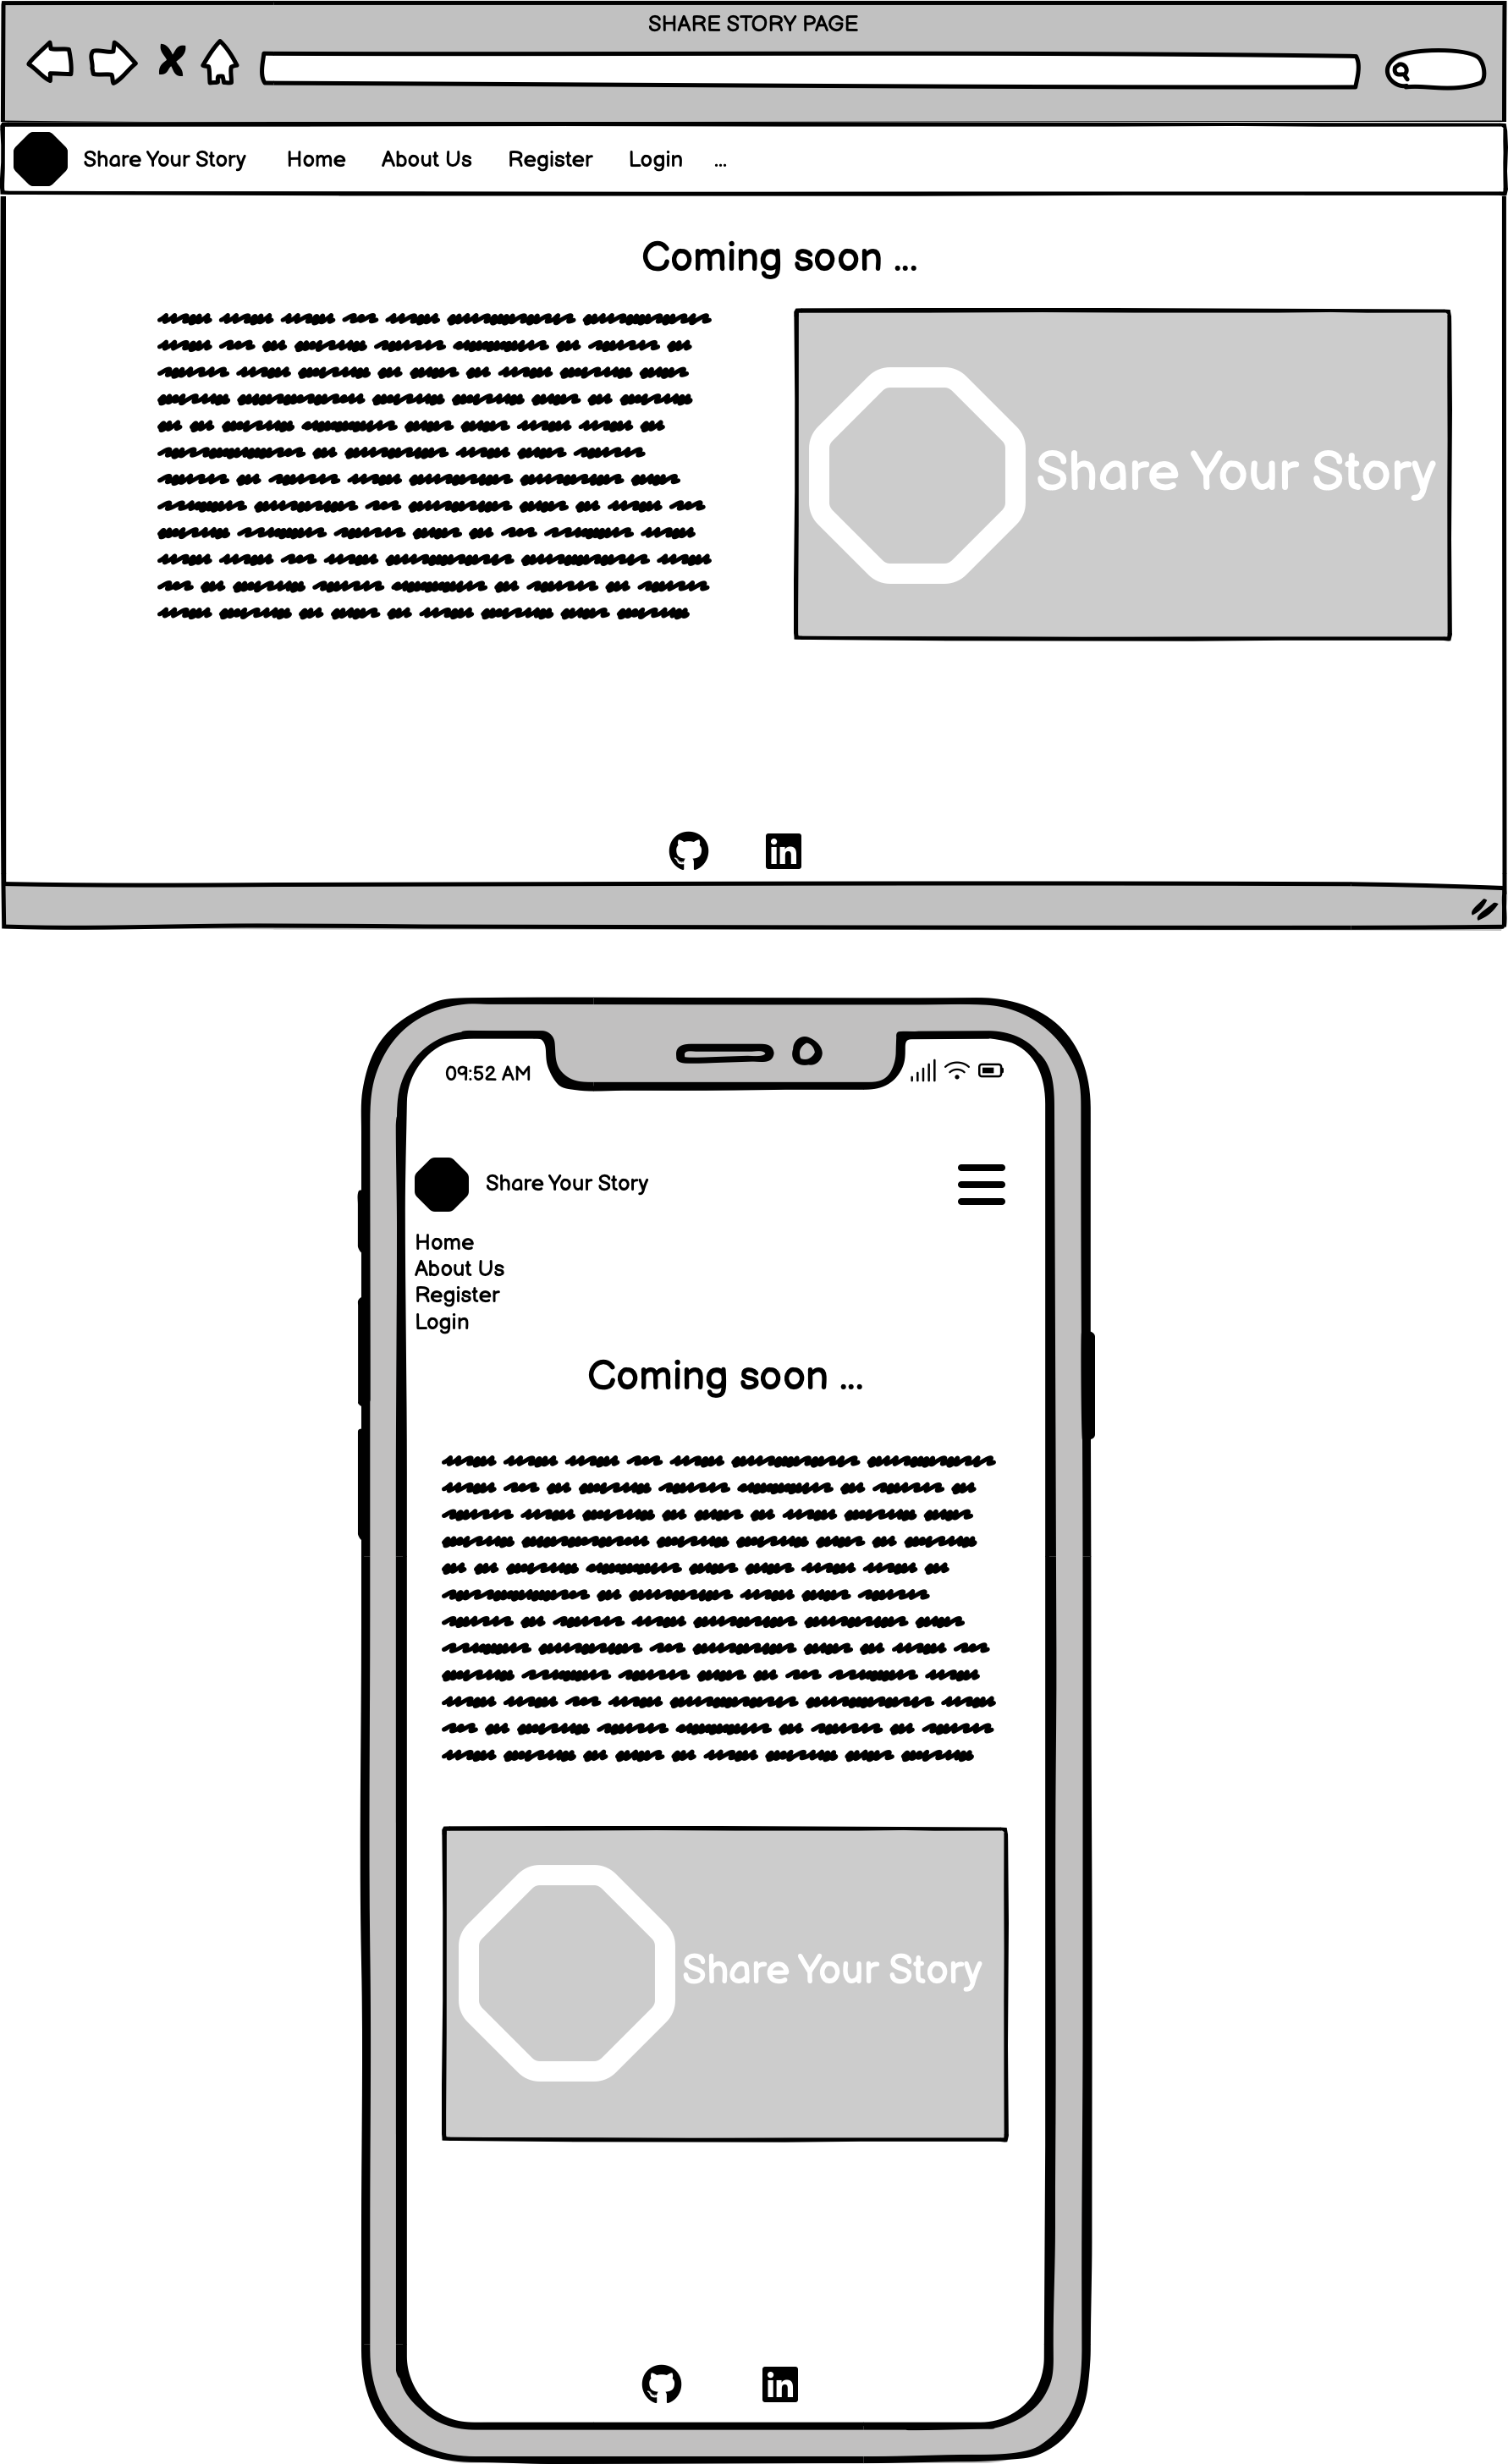 SHARE STORY PAGE
Share Your Story Home About Us Register Login ...
Coming soon ...
Share Your Story
09:52 AM
Share Your Story
Home
About Us
Register
Login
Coming soon ...
Share Your Story